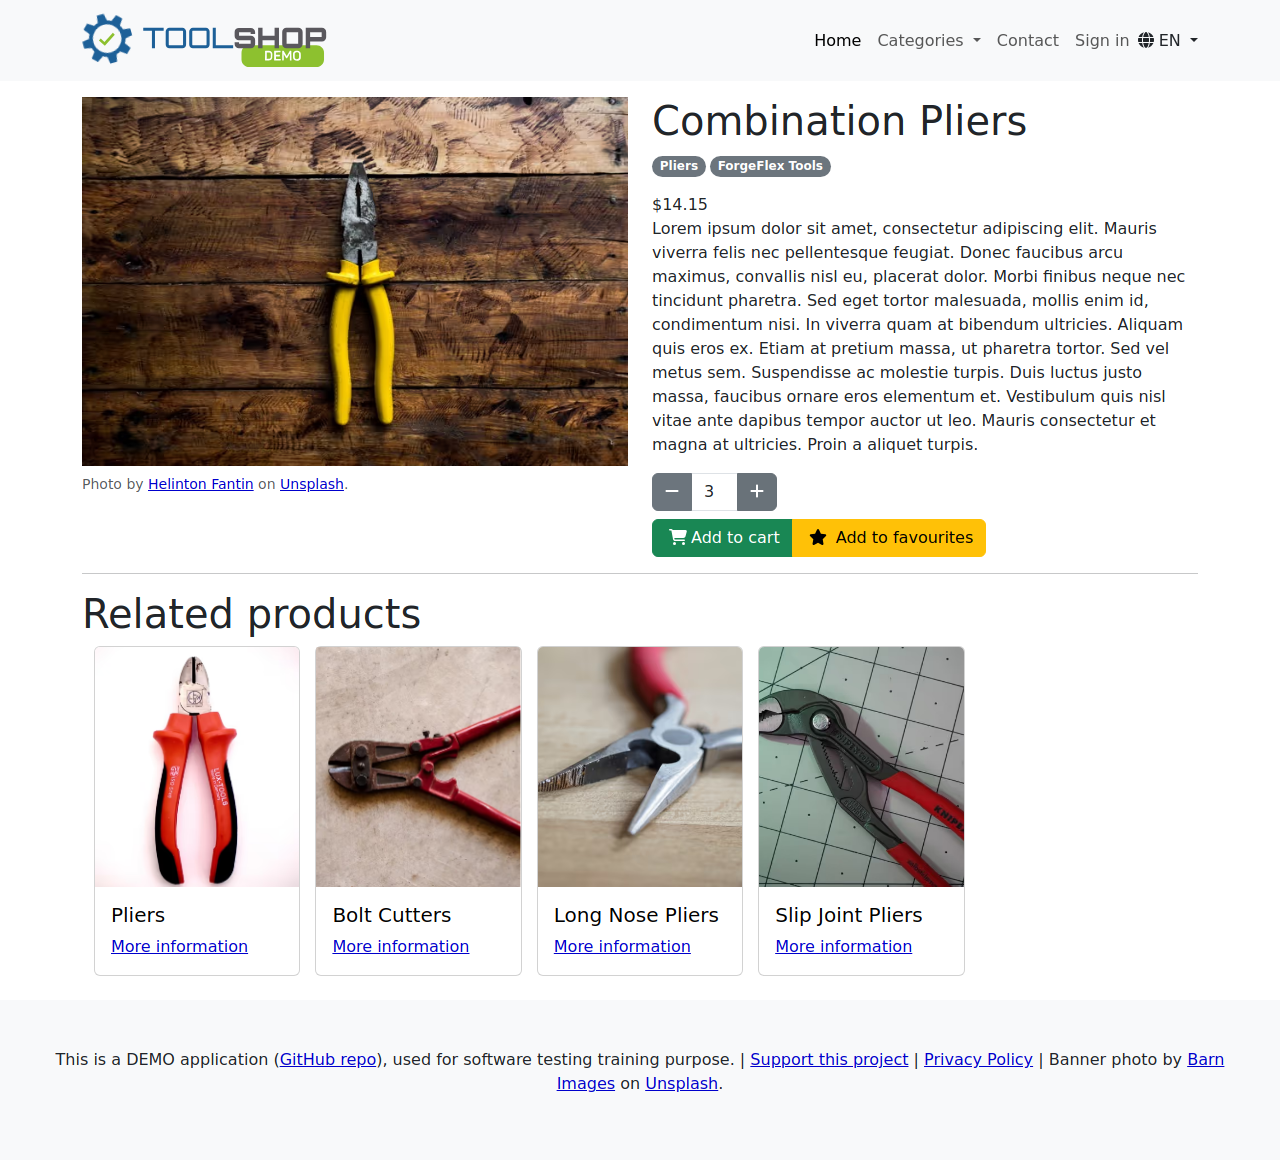 TOOLSHOP
DEMO
Home Categories Contact Sign in EN
Combination Pliers
Pliers ForgeFlex Tools
$14.15
Lorem ipsum dolor sit amet, consectetur adipiscing elit. Mauris
viverra felis nec pellentesque feugiat. Donec faucibus arcu
maximus, convallis nisl eu, placerat dolor. Morbi finibus neque nec
tincidunt pharetra. Sed eget tortor malesuada, mollis enim id,
condimentum nisi. In viverra quam at bibendum ultricies. Aliquam
quis eros ex. Etiam at pretium massa, ut pharetra tortor. Sed vel
metus sem. Suspendisse ac molestie turpis. Duis luctus justo
massa, faucibus ornare eros elementum et. Vestibulum quis nisl
vitae ante dapibus tempor auctor ut leo. Mauris consectetur et
magna at ultricies. Proin a aliquet turpis.
Photo by Helinton Fantin on Unsplash.
3
Add to cart Add to favourites
Related products
LUX-TOOLS
KNIPEX
Pliers
More information
Bolt Cutters
More information
Long Nose Pliers
More information
Slip Joint Pliers
More information
This is a DEMO application (GitHub repo), used for software testing training purpose. | Support this project | Privacy Policy | Banner photo by Barn
Images on Unsplash.